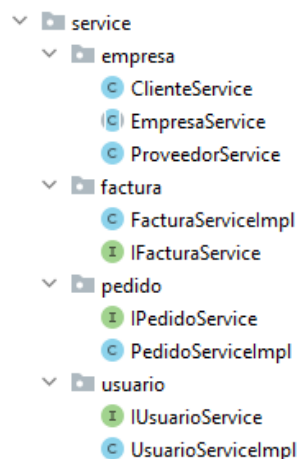 service
empresa
C ClienteService
C EmpresaService
C ProveedorService
factura
C FacturaServiceImpl
I IFacturaService
pedido
I IPedidoService
C PedidoServiceImpl
usuario
I IUsuarioService
C UsuarioServiceImpl